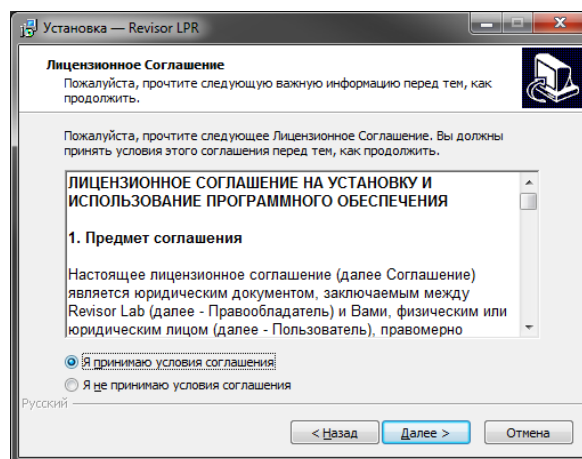 Установка — Revisor LPR
Лицензионное Соглашение
Пожалуйста, прочтите следующую важную информацию перед тем, как
продолжить.
Пожалуйста, прочтите следующее Лицензионное Соглашение. Вы должны
принять условия этого соглашения перед тем, как продолжить.
ЛИЦЕНЗИОННОЕ СОГЛАШЕНИЕ НА УСТАНОВКУ И
ИСПОЛЬЗОВАНИЕ ПРОГРАММНОГО ОБЕСПЕЧЕНИЯ
1. Предмет соглашения
Настоящее лицензионное соглашение (далее Соглашение)
является юридическим документом, заключаемым между
Revisor Lab (далее - Правообладатель) и Вами, физическим или
юридическим лицом (далее - Пользователь), правомерно
Я принимаю условия соглашения
Я не принимаю условия соглашения
Русский
< Назад Далее > Отмена